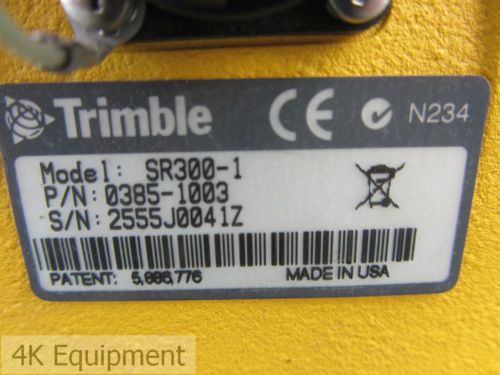 Trimble CE N234
Model: SR300-1
P/N: 0385-1003
S/N: 2555J0041Z
PATENT: 5,886,776 MADE IN USA
4K Equipment